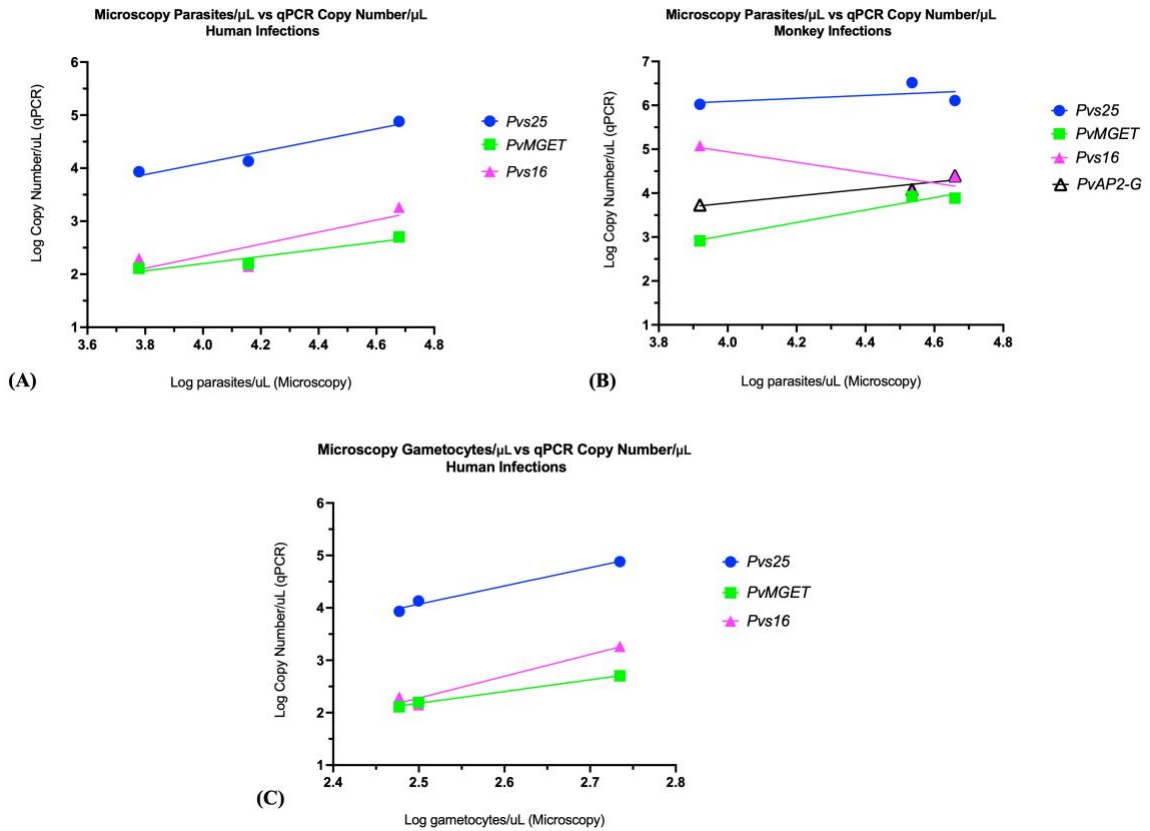 Microscopy Parasites/µL vs qPCR Copy Number/µL
Human Infections
Log Copy Number/uL (qPCR)
6
5
4
3
2
1
3.6 3.8 4.0 4.2 4.4 4.6 4.8
Log parasites/uL (Microscopy)
Pvs25
PvMGET
Pvs16
(A)
Microscopy Parasites/µL vs qPCR Copy Number/µL
Monkey Infections
Log Copy Number/uL (qPCR)
7
6
5
4
3
2
1
3.8 4.0 4.2 4.4 4.6 4.8
Log parasites/uL (Microscopy)
Pvs25
PvMGET
Pvs16
PvAP2-G
(B)
Microscopy Gametocytes/µL vs qPCR Copy Number/µL
Human Infections
Log Copy Number/uL (qPCR)
6
5
4
3
2
1
2.4 2.5 2.6 2.7 2.8
Log gametocytes/uL (Microscopy)
Pvs25
PvMGET
Pvs16
(C)